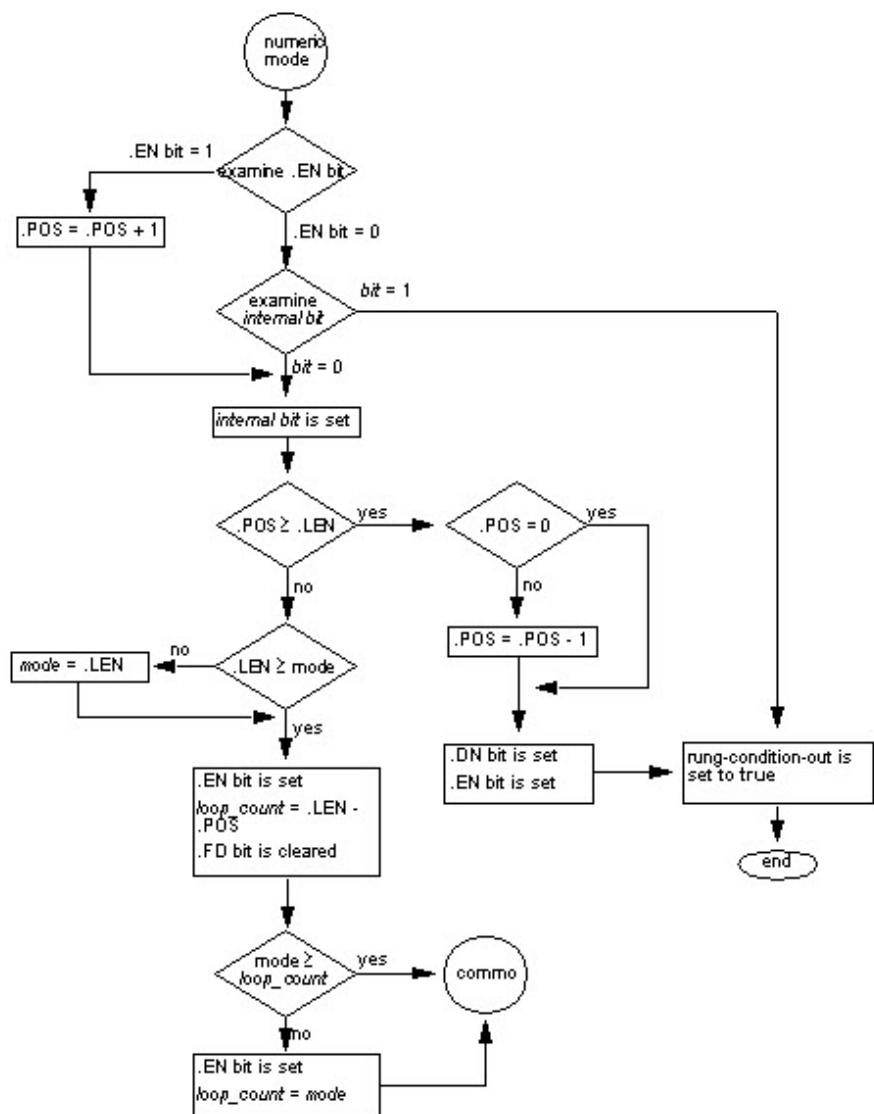 numeric
mode
.EN bit = 1
examine .EN bit
.POS = .POS + 1
.EN bit = 0
examine
internal bit
bit = 1
bit = 0
internal bit is set
.POS ≥ .LEN
yes
.POS = 0
yes
no
no
.POS = .POS - 1
mode = .LEN
no
.LEN ≥ mode
yes
.DN bit is set
.EN bit is set
rung-condition-out is
set to true
.EN bit is set
loop_count = .LEN -
.POS
.FD bit is cleared
end
mode ≥
loop_count
yes
commo
no
.EN bit is set
loop_count = mode